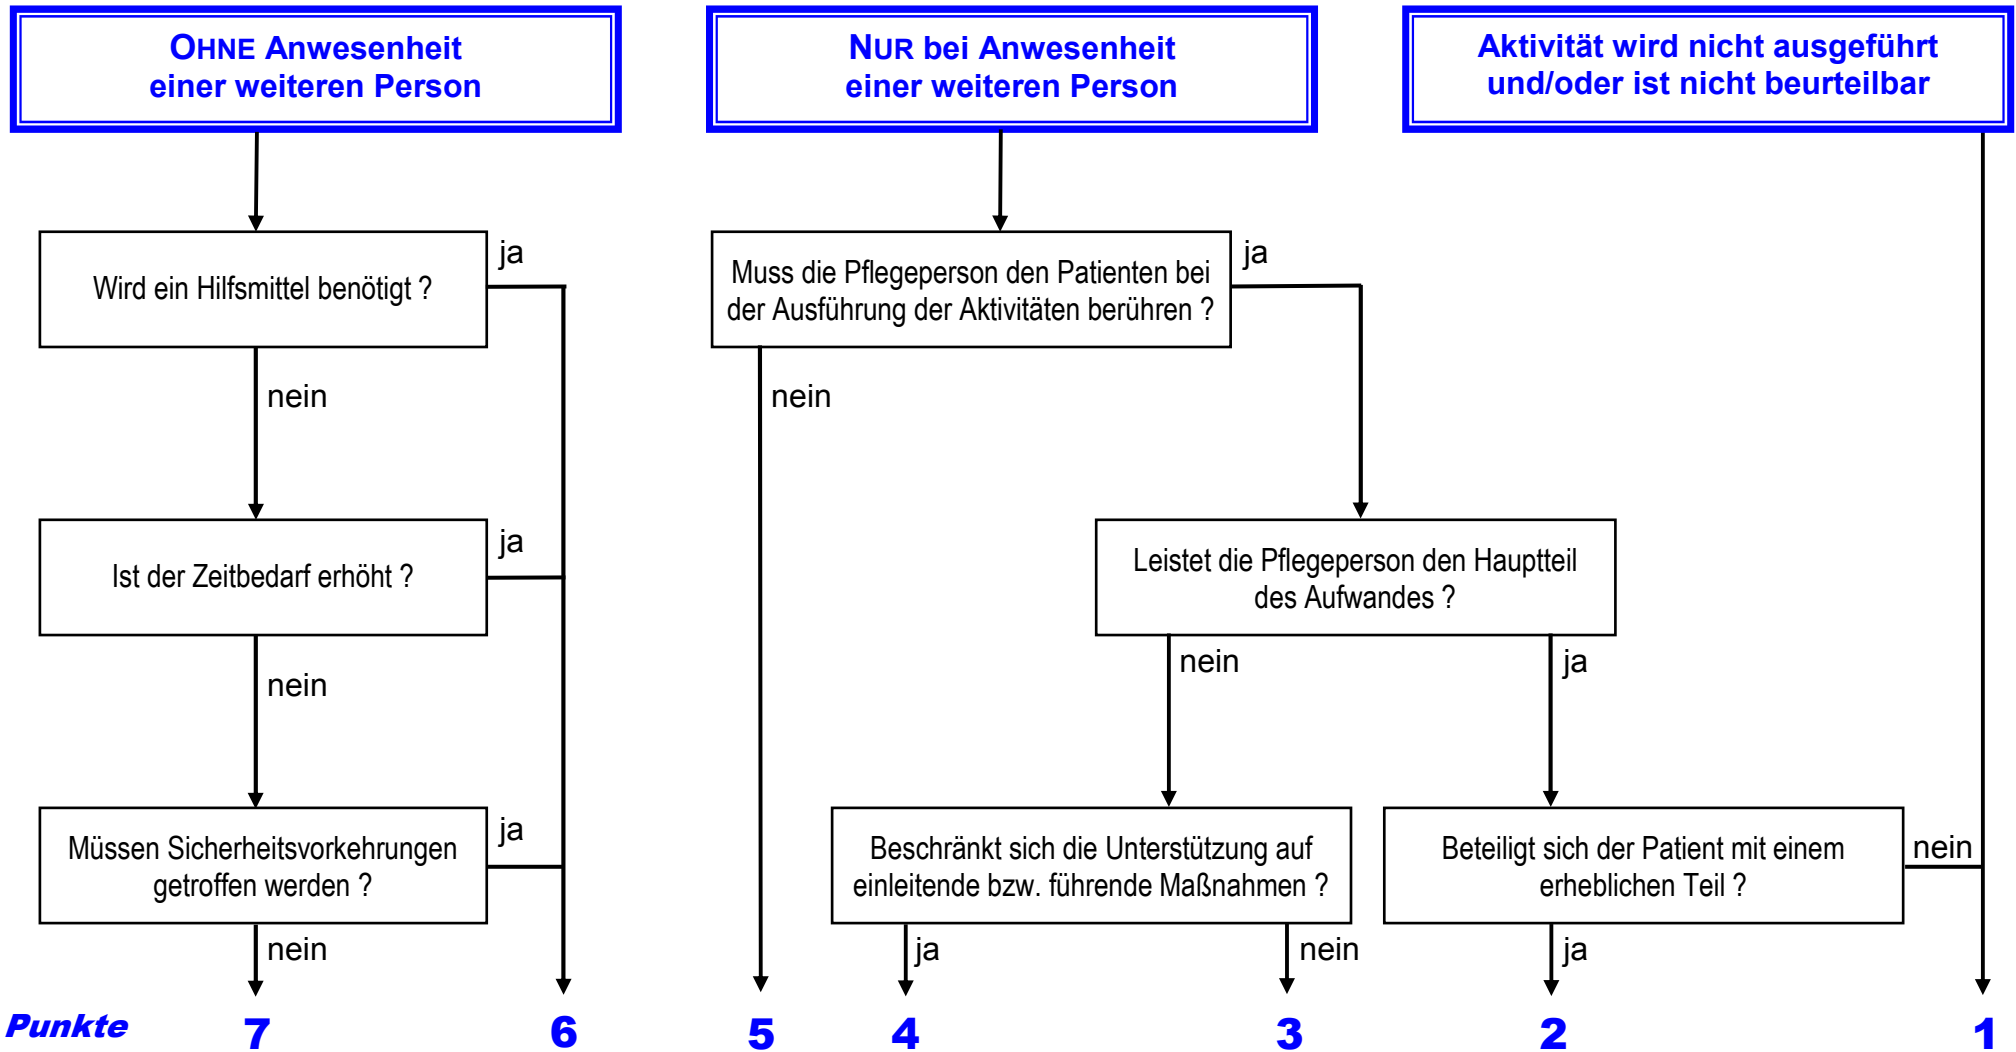 OHNE Anwesenheit
einer weiteren Person
NUR bei Anwesenheit
einer weiteren Person
Aktivität wird nicht ausgeführt
und/oder ist nicht beurteilbar
Wird ein Hilfsmittel benötigt ?
ja
nein
Ist der Zeitbedarf erhöht ?
ja
nein
Müssen Sicherheitsvorkehrungen
getroffen werden ?
ja
nein
Muss die Pflegeperson den Patienten bei
der Ausführung der Aktivitäten berühren ?
ja
nein
Leistet die Pflegeperson den Hauptteil
des Aufwandes ?
nein
ja
Beschränkt sich die Unterstützung auf
einleitende bzw. führende Maßnahmen ?
ja
nein
Beteiligt sich der Patient mit einem
erheblichen Teil ?
nein
ja
Punkte 7 6 5 4 3 2 1